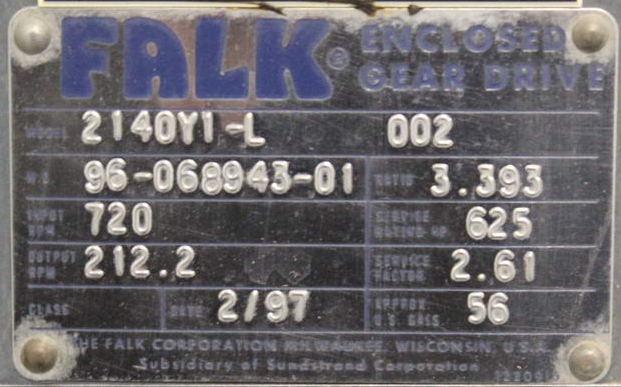 FALK® ENCLOSED
GEAR DRIVE
MODEL 2140Y1-L 002
M.O. 96-068943-01 RATIO 3.393
INPUT RPM 720 SERVICE RATING HP 625
OUTPUT RPM 212.2 SERVICE FACTOR 2.61
CLASS DATE 2/97 APPROX U.S. GALS 56
THE FALK CORPORATION MILWAUKEE, WISCONSIN, U.S.A.
Subsidiary of Sundstrand Corporation